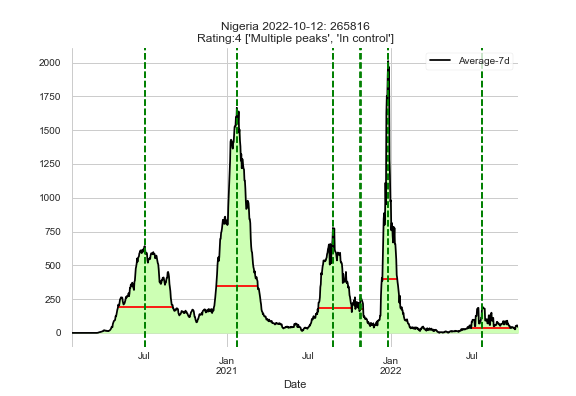 Nigeria 2022-10-12: 265816
Rating:4 ['Multiple peaks', 'In control']
Average-7d
2000
1750
1500
1250
1000
750
500
250
0
Jul
Jan
2021
Jul
Jan
2022
Jul
Date